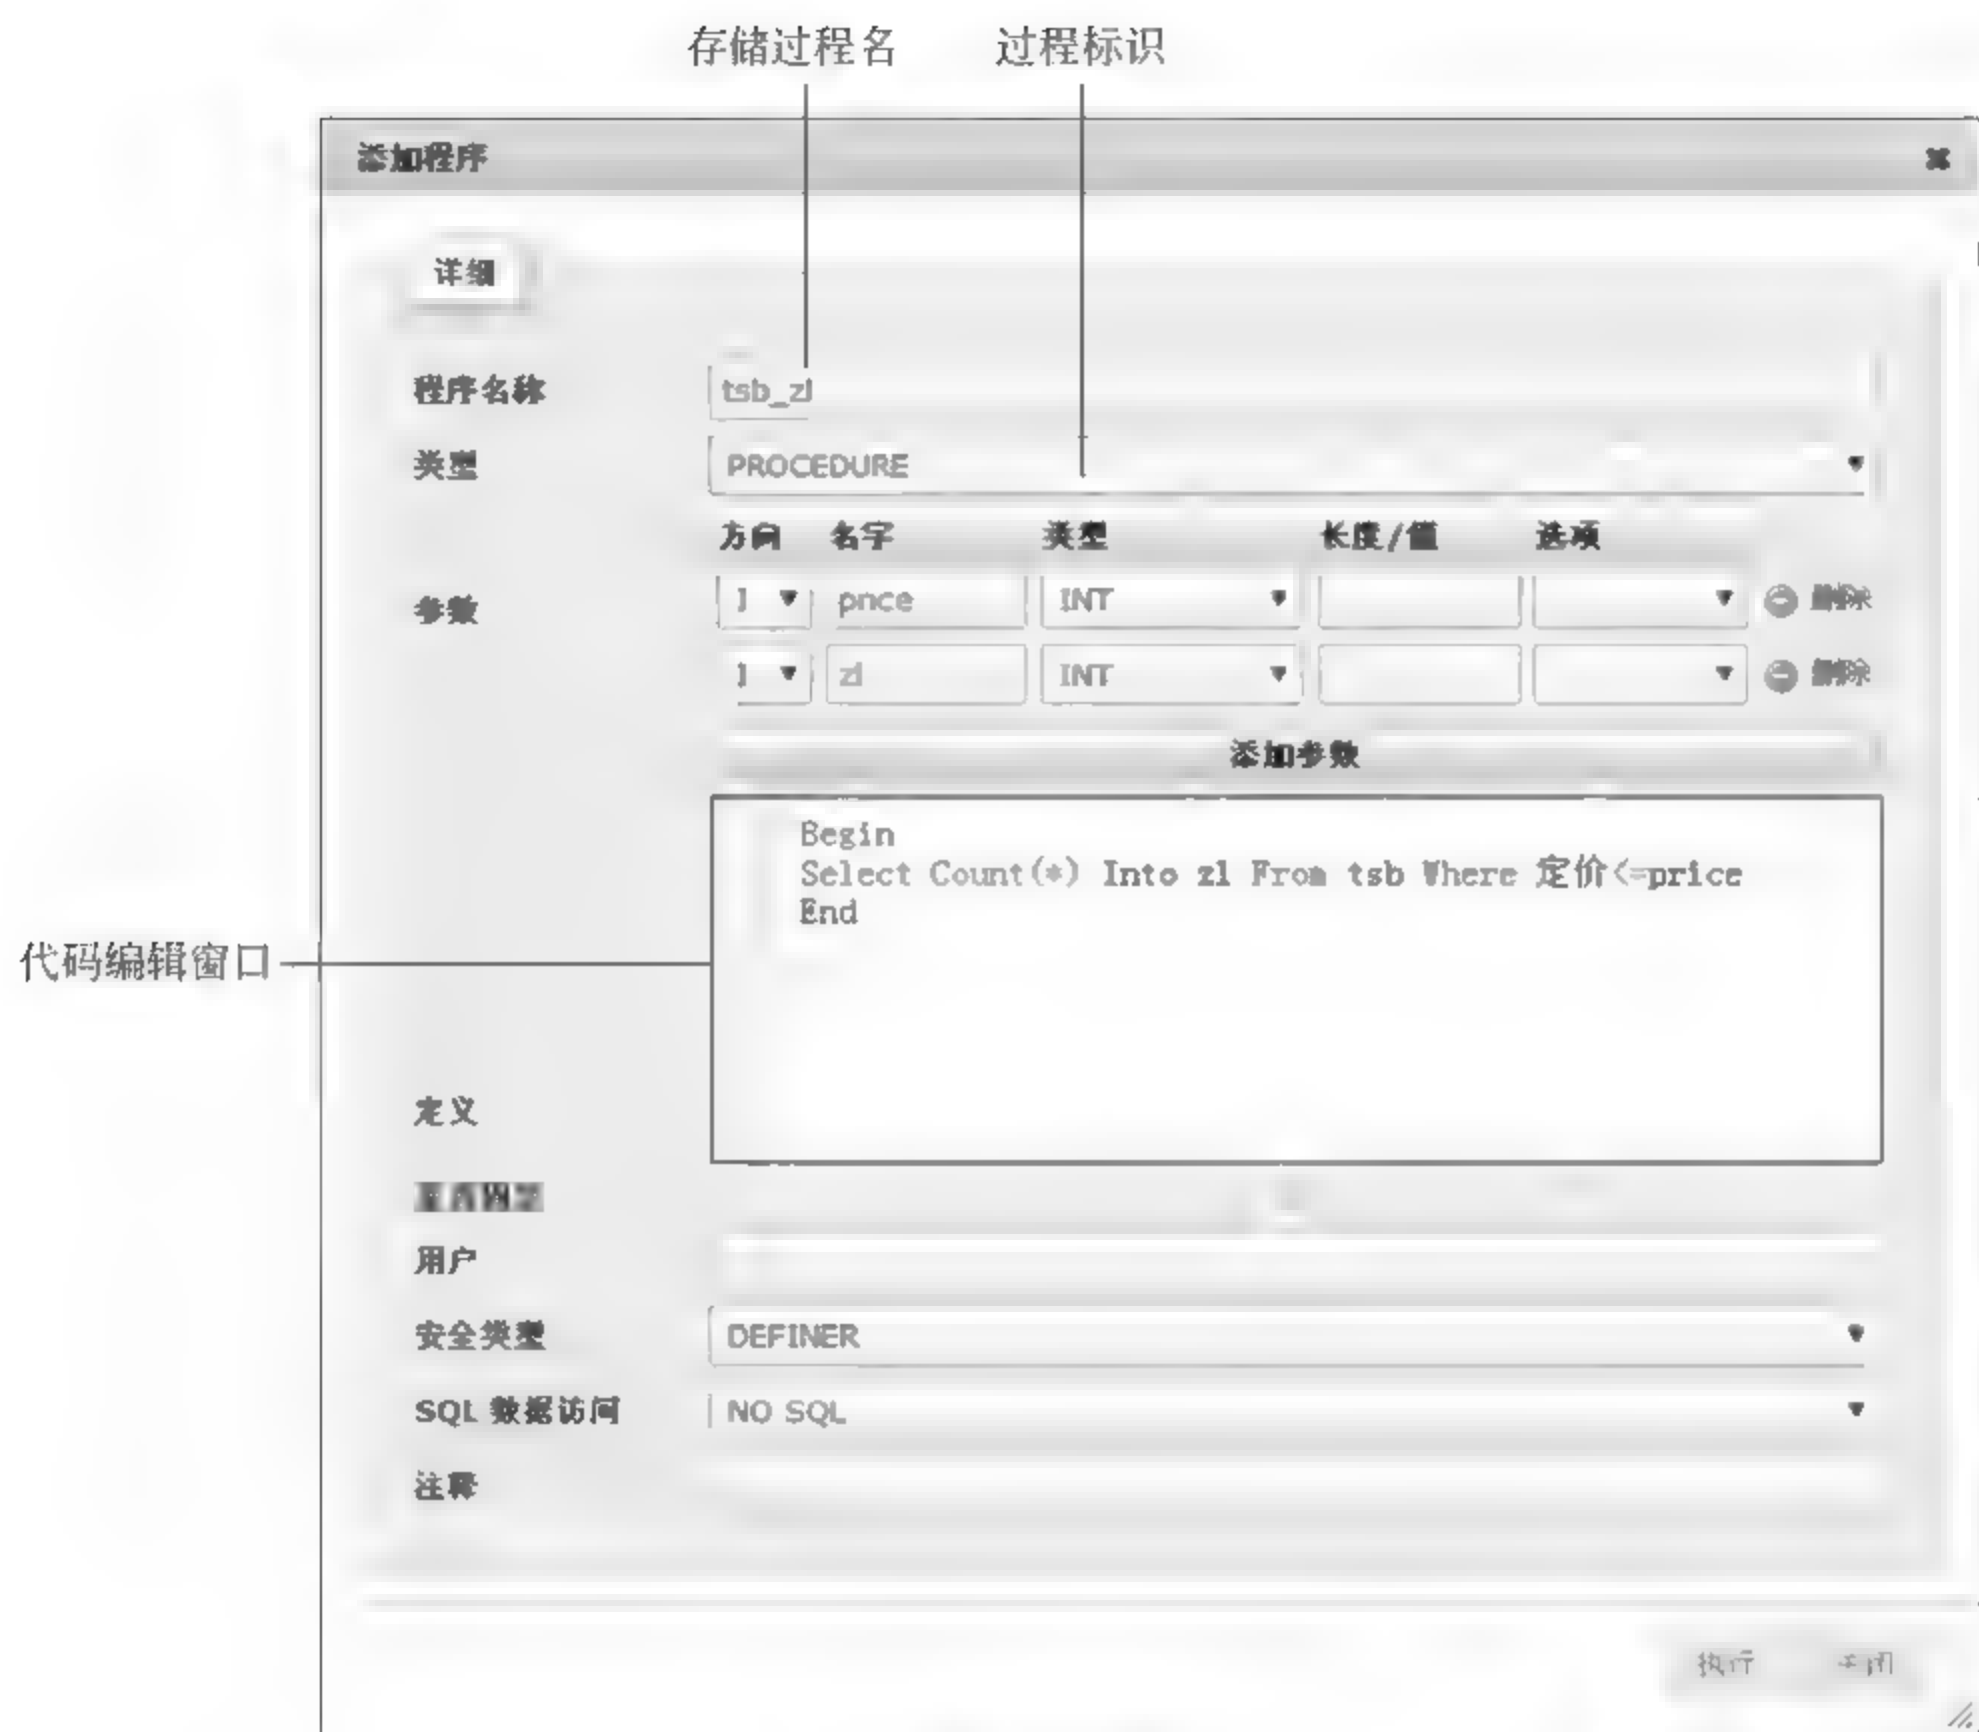 存储过程名 过程标识
添加程序
详细
程序名称 tsb_zl
类型 PROCEDURE
方向 名字 类型 长度/值 选项
参数 I price INT 删除
I zl INT 删除
添加参数
Begin
Select Count(*) Into zl From tsb Where 定价<=price
End
代码编辑窗口
定义
用户
安全类型 DEFINER
SQL 数据访问 NO SQL
注释
执行 关闭